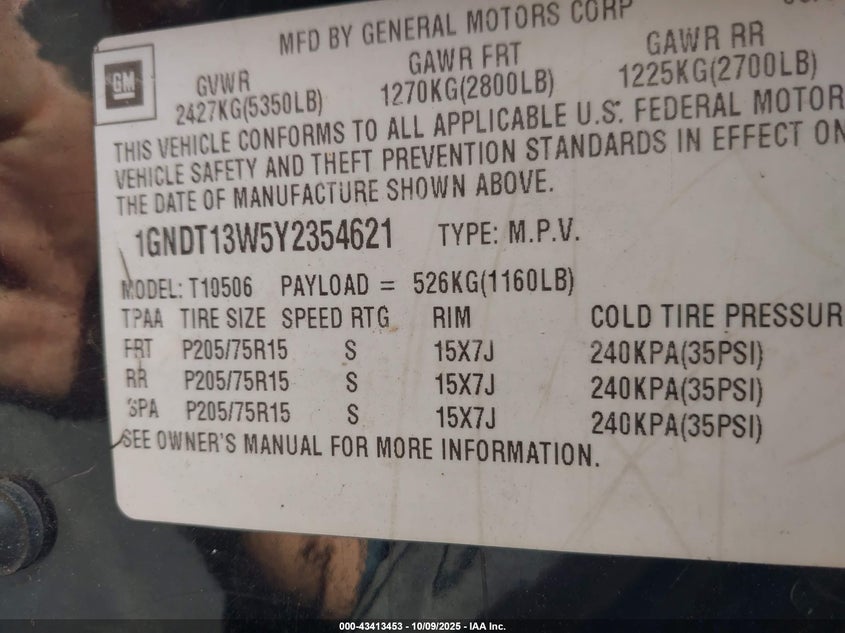 MFD BY GENERAL MOTORS CORP
GM
GVWR GAWR FRT GAWR RR
2427KG(5350LB) 1270KG(2800LB) 1225KG(2700LB)
THIS VEHICLE CONFORMS TO ALL APPLICABLE U.S. FEDERAL MOTOR
VEHICLE SAFETY AND THEFT PREVENTION STANDARDS IN EFFECT ON
THE DATE OF MANUFACTURE SHOWN ABOVE.
1GNDT13W5Y2354621 TYPE: M.P.V.
MODEL: T10506 PAYLOAD = 526KG(1160LB)
TPAA TIRE SIZE SPEED RTG RIM COLD TIRE PRESSUR
FRT P205/75R15 S 15X7J 240KPA(35PSI)
RR P205/75R15 S 15X7J 240KPA(35PSI)
SPA P205/75R15 S 15X7J 240KPA(35PSI)
SEE OWNER'S MANUAL FOR MORE INFORMATION.
000-43413453 - 10/09/2025 - IAA Inc.